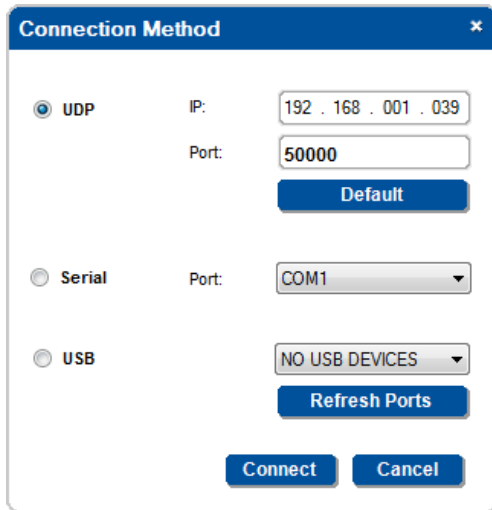 Connection Method ×
UDP IP: 192 . 168 . 001 . 039
Port: 50000
Default
Serial Port: COM1
USB NO USB DEVICES
Refresh Ports
Connect Cancel